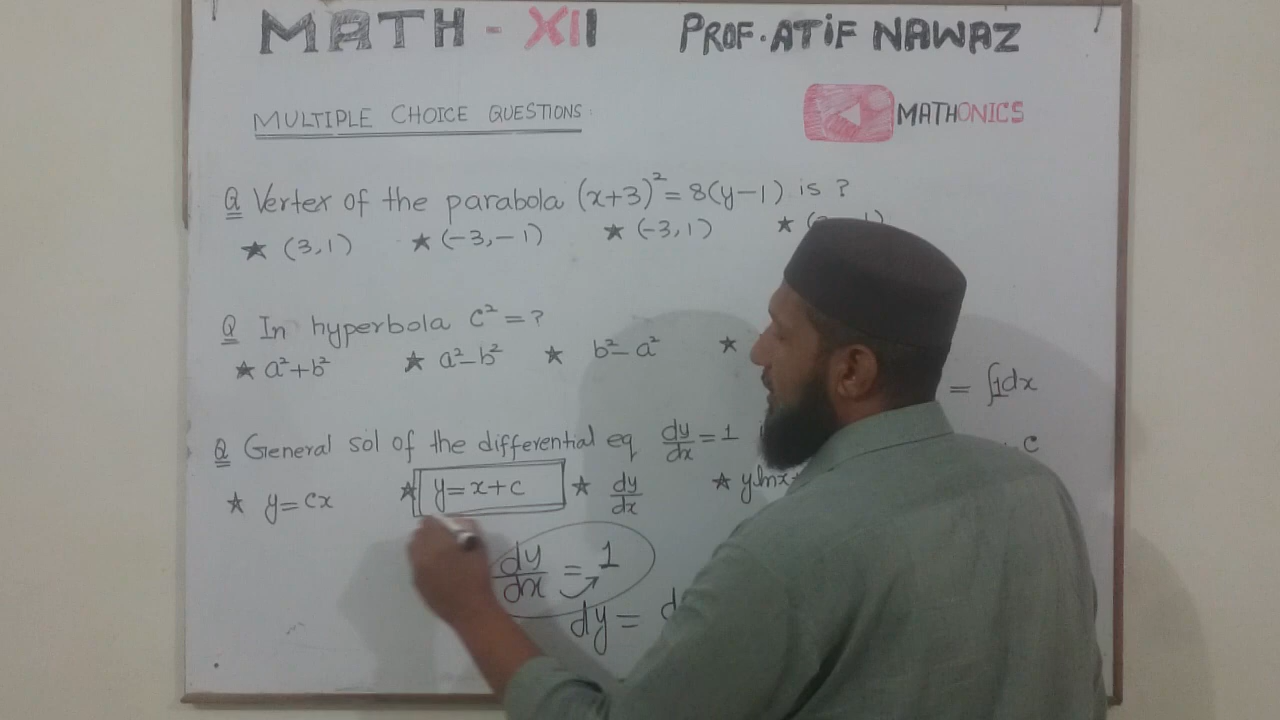 MATH - XII PROF. ATIF NAWAZ
MULTIPLE CHOICE QUESTIONS:
MATHONICS
Q Vertex of the parabola (x+3)² = 8(y-1) is ?
★ (3,1) ★ (-3,-1) ★ (-3,1) ★
Q In hyperbola c² = ?
★ a²+b² ★ a²-b² ★ b²-a² ★
= ∫1dx
Q General sol of the differential eq dy/dx = 1
c
★ y=cx ★ y=x+c ★ dy/dx ★ y lnx
dy/dx = 1
dy =